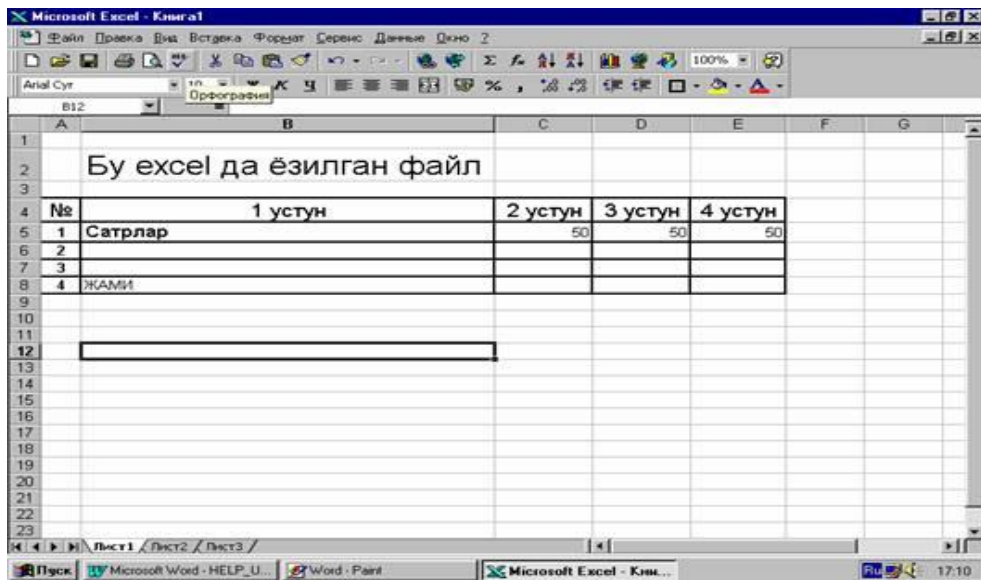 Microsoft Excel - Книга1
Файл Правка Вид Вставка Формат Сервис Данные Окно ?
100%
Arial Cyr 10 Ж К Ч
Орфография
B12 =
A B C D E F G
1
2 Бу excel да ёзилган файл
3
4 № 1 устун 2 устун 3 устун 4 устун
5 1 Сатрлар 50 50 50
6 2
7 3
8 4 ЖАМИ
9
10
11
12
13
14
15
16
17
18
19
20
21
22
23
Лист1 Лист2 Лист3
Пуск Microsoft Word - HELP_U... Word - Paint Microsoft Excel - Кни... Ru 17:10